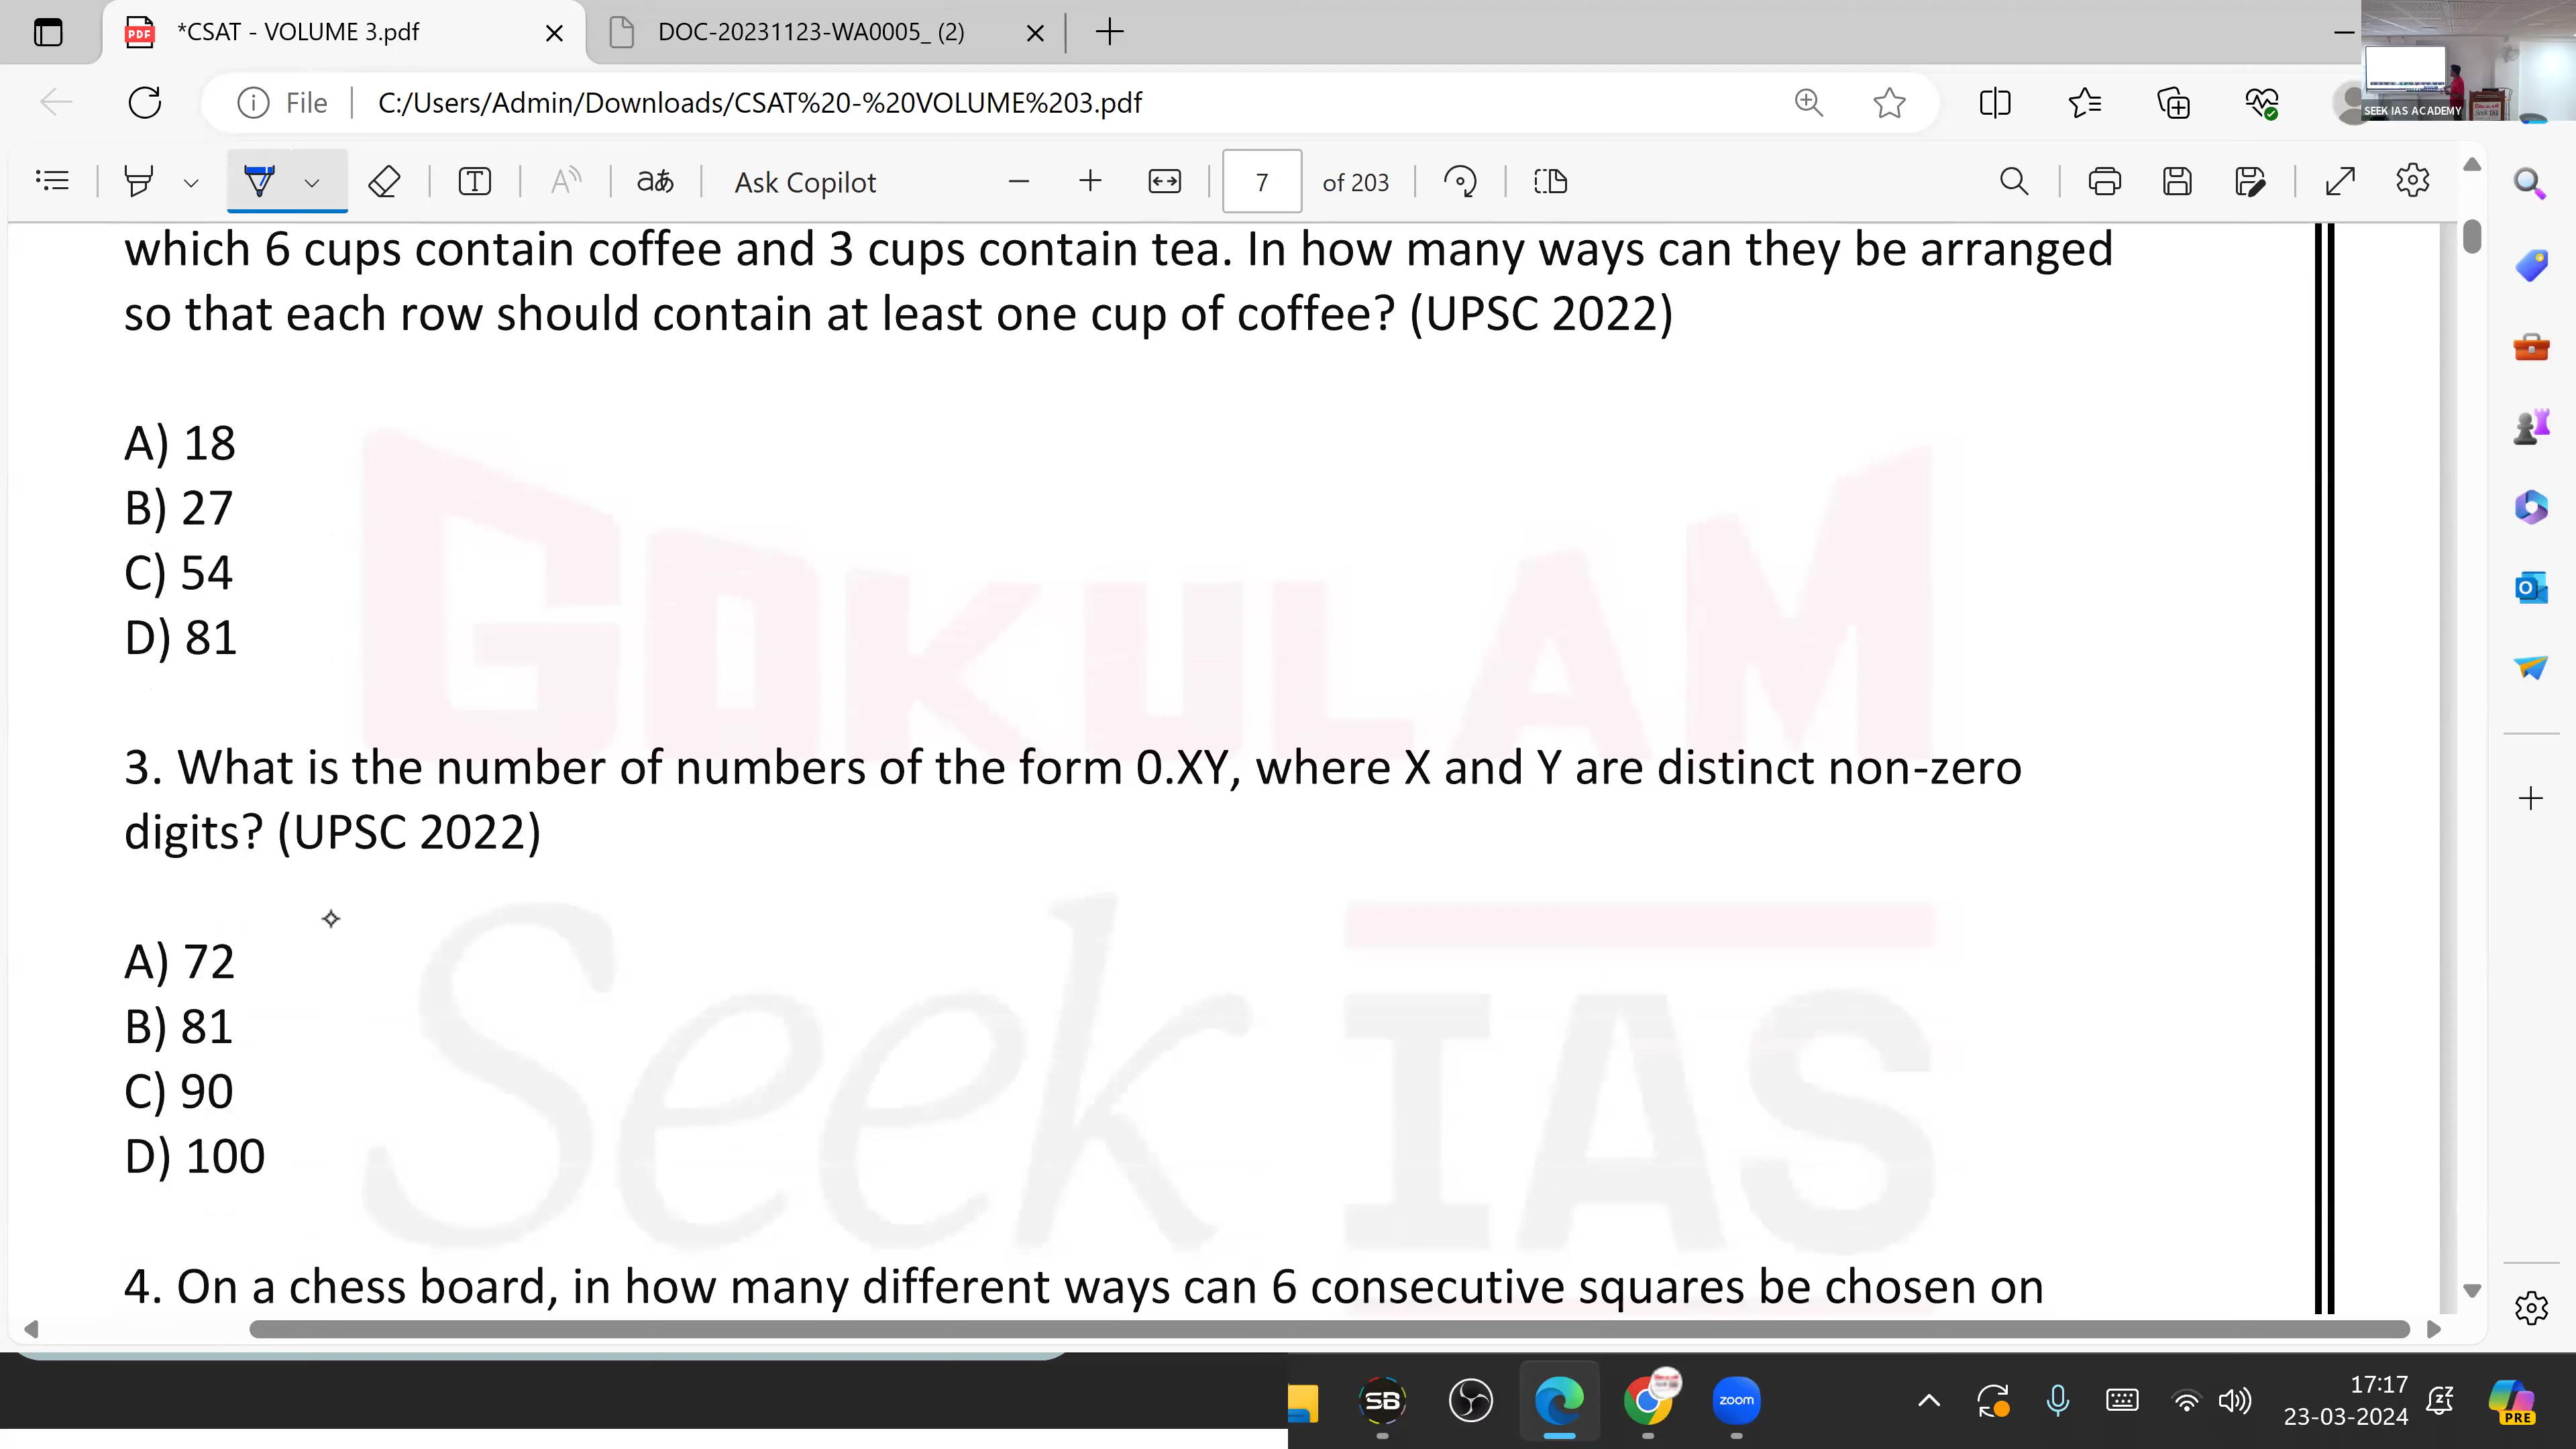 *CSAT - VOLUME 3.pdf
DOC-20231123-WA0005_ (2)
File
C:/Users/Admin/Downloads/CSAT%20-%20VOLUME%203.pdf
SEEK IAS ACADEMY
Ask Copilot
7 of 203
which 6 cups contain coffee and 3 cups contain tea. In how many ways can they be arranged
so that each row should contain at least one cup of coffee? (UPSC 2022)
A) 18
B) 27
C) 54
D) 81
GOKULAM
3. What is the number of numbers of the form 0.XY, where X and Y are distinct non-zero
digits? (UPSC 2022)
Seek IAS
A) 72
B) 81
C) 90
D) 100
4. On a chess board, in how many different ways can 6 consecutive squares be chosen on
SB
zoom
17:17
23-03-2024
PRE